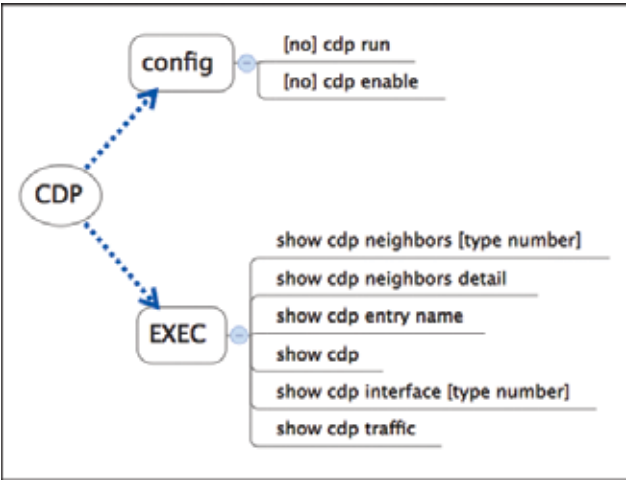 config
[no] cdp run
[no] cdp enable
CDP
show cdp neighbors [type number]
show cdp neighbors detail
show cdp entry name
EXEC
show cdp
show cdp interface [type number]
show cdp traffic